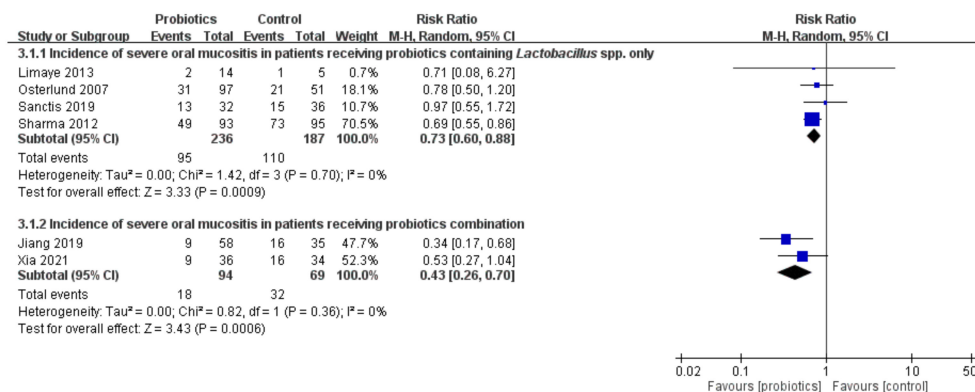 Probiotics Control Risk Ratio Risk Ratio
Study or Subgroup Events Total Events Total Weight M-H, Random, 95% CI M-H, Random, 95% CI
3.1.1 Incidence of severe oral mucositis in patients receiving probiotics containing Lactobacillus spp. only
Limaye 2013 2 14 1 5 0.7% 0.71 [0.08, 6.27]
Osterlund 2007 31 97 21 51 18.1% 0.78 [0.50, 1.20]
Sanctis 2019 13 32 15 36 10.7% 0.97 [0.55, 1.72]
Sharma 2012 49 93 73 95 70.5% 0.69 [0.55, 0.86]
Subtotal (95% CI) 236 187 100.0% 0.73 [0.60, 0.88]
Total events 95 110
Heterogeneity: Tau² = 0.00; Chi² = 1.42, df = 3 (P = 0.70); I² = 0%
Test for overall effect: Z = 3.33 (P = 0.0009)
3.1.2 Incidence of severe oral mucositis in patients receiving probiotics combination
Jiang 2019 9 58 16 35 47.7% 0.34 [0.17, 0.68]
Xia 2021 9 36 16 34 52.3% 0.53 [0.27, 1.04]
Subtotal (95% CI) 94 69 100.0% 0.43 [0.26, 0.70]
Total events 18 32
Heterogeneity: Tau² = 0.00; Chi² = 0.82, df = 1 (P = 0.36); I² = 0%
Test for overall effect: Z = 3.43 (P = 0.0006)
0.02 0.1 1 10 50
Favours [probiotics] Favours [control]